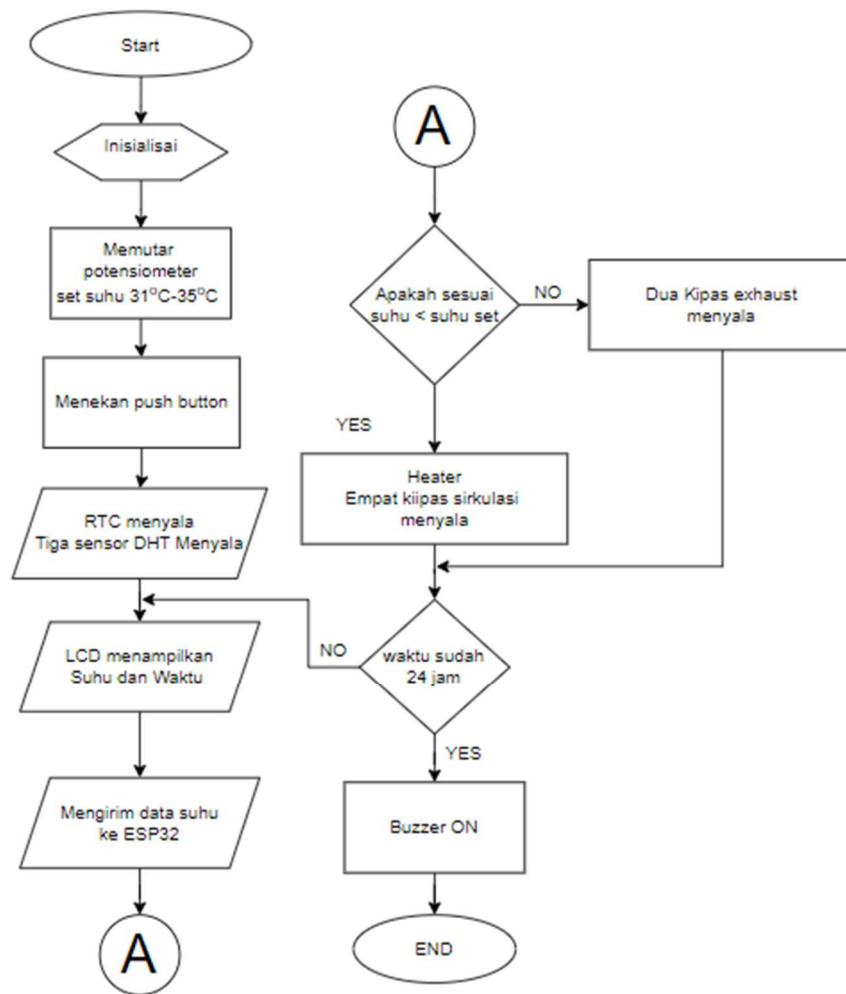 Start
Inisialisai
Memutar
potensiometer
set suhu 31°C-35°C
Menekan push button
RTC menyala
Tiga sensor DHT Menyala
LCD menampilkan
Suhu dan Waktu
Mengirim data suhu
ke ESP32
A
A
Apakah sesuai
suhu < suhu set
NO
Dua Kipas exhaust
menyala
YES
Heater
Empat kiipas sirkulasi
menyala
waktu sudah
24 jam
NO
YES
Buzzer ON
END